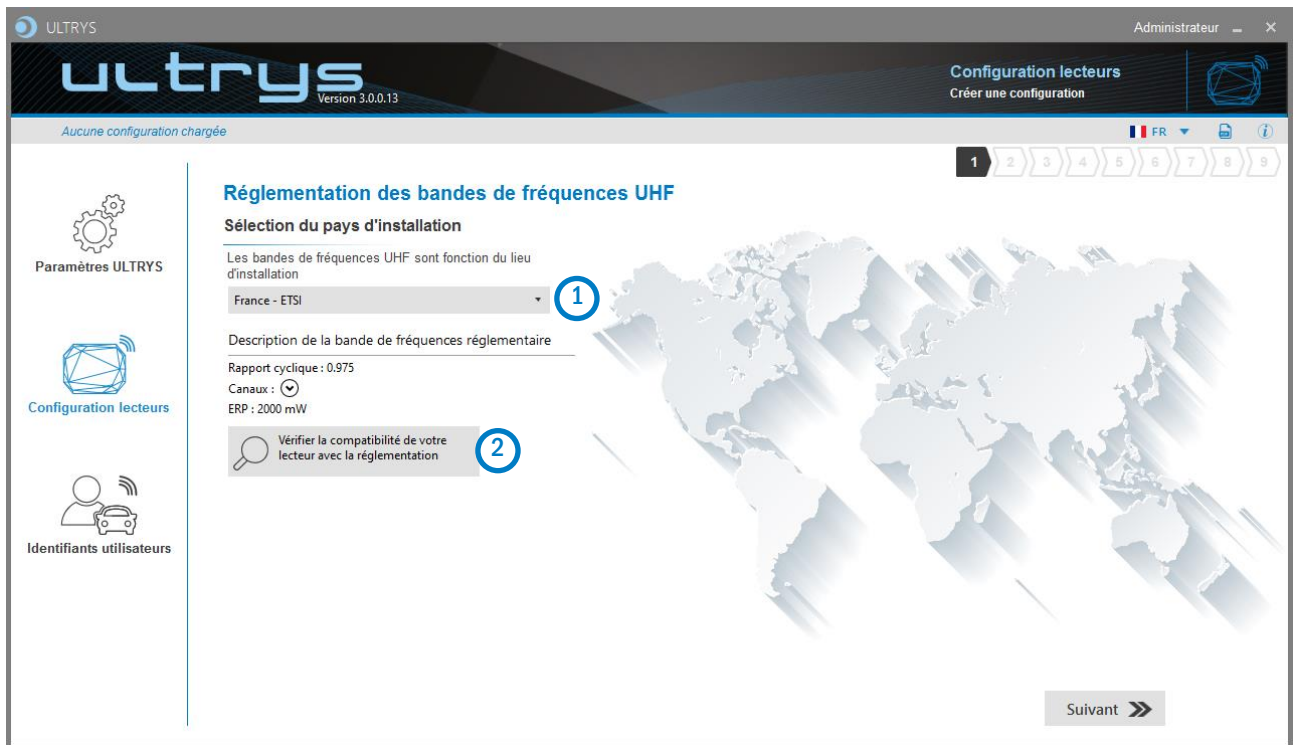 ULTRYS
Administrateur
ultrys
Version 3.0.0.13
Configuration lecteurs
Créer une configuration
Aucune configuration chargée
FR
1 2 3 4 5 6 7 8 9
Paramètres ULTRYS
Configuration lecteurs
Identifiants utilisateurs
Réglementation des bandes de fréquences UHF
Sélection du pays d'installation
Les bandes de fréquences UHF sont fonction du lieu
d'installation
France - ETSI
1
Description de la bande de fréquences réglementaire
Rapport cyclique : 0.975
Canaux :
ERP : 2000 mW
Vérifier la compatibilité de votre
lecteur avec la réglementation
2
Suivant